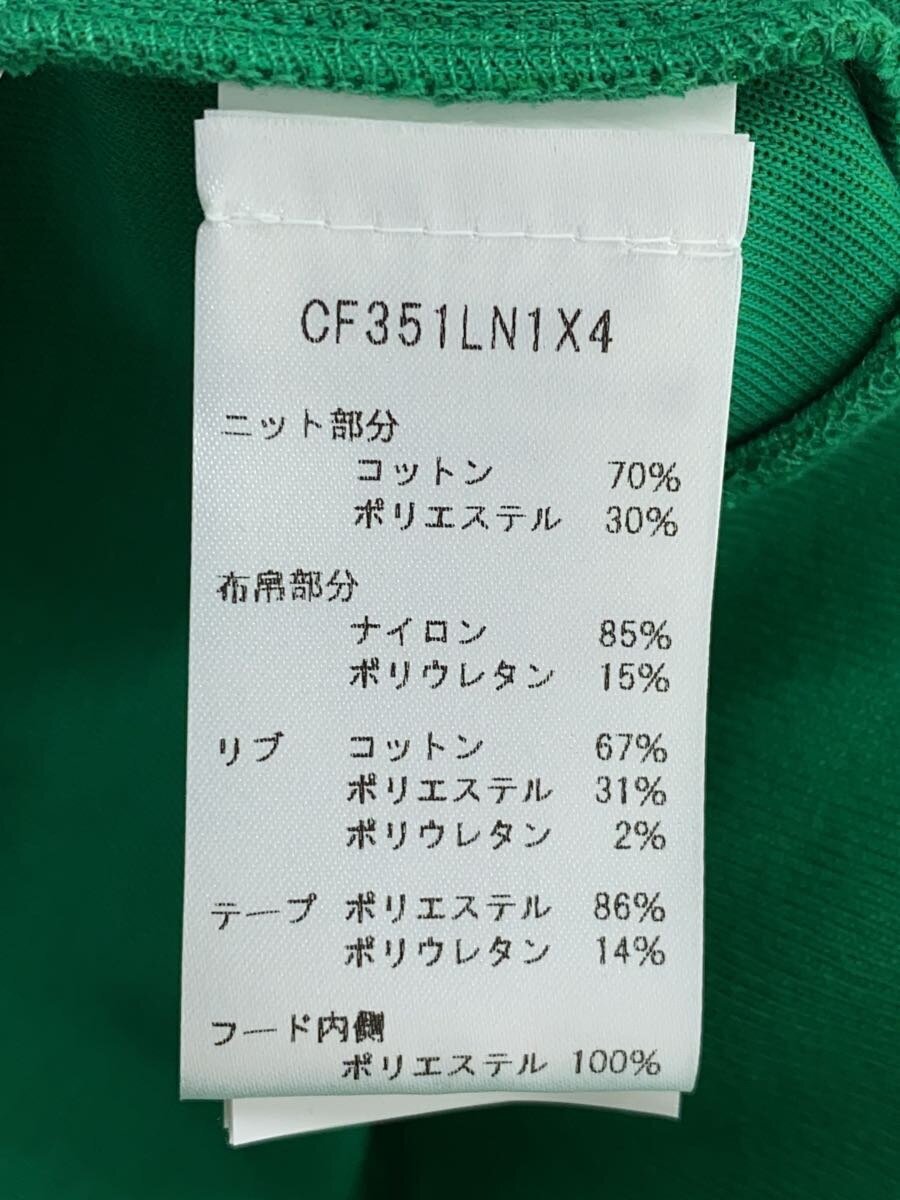 CF351LN1X4
ニット部分
コットン 70%
ポリエステル 30%
布帛部分
ナイロン 85%
ポリウレタン 15%
リブ コットン 67%
ポリエステル 31%
ポリウレタン 2%
テープ ポリエステル 86%
ポリウレタン 14%
フード内側
ポリエステル 100%